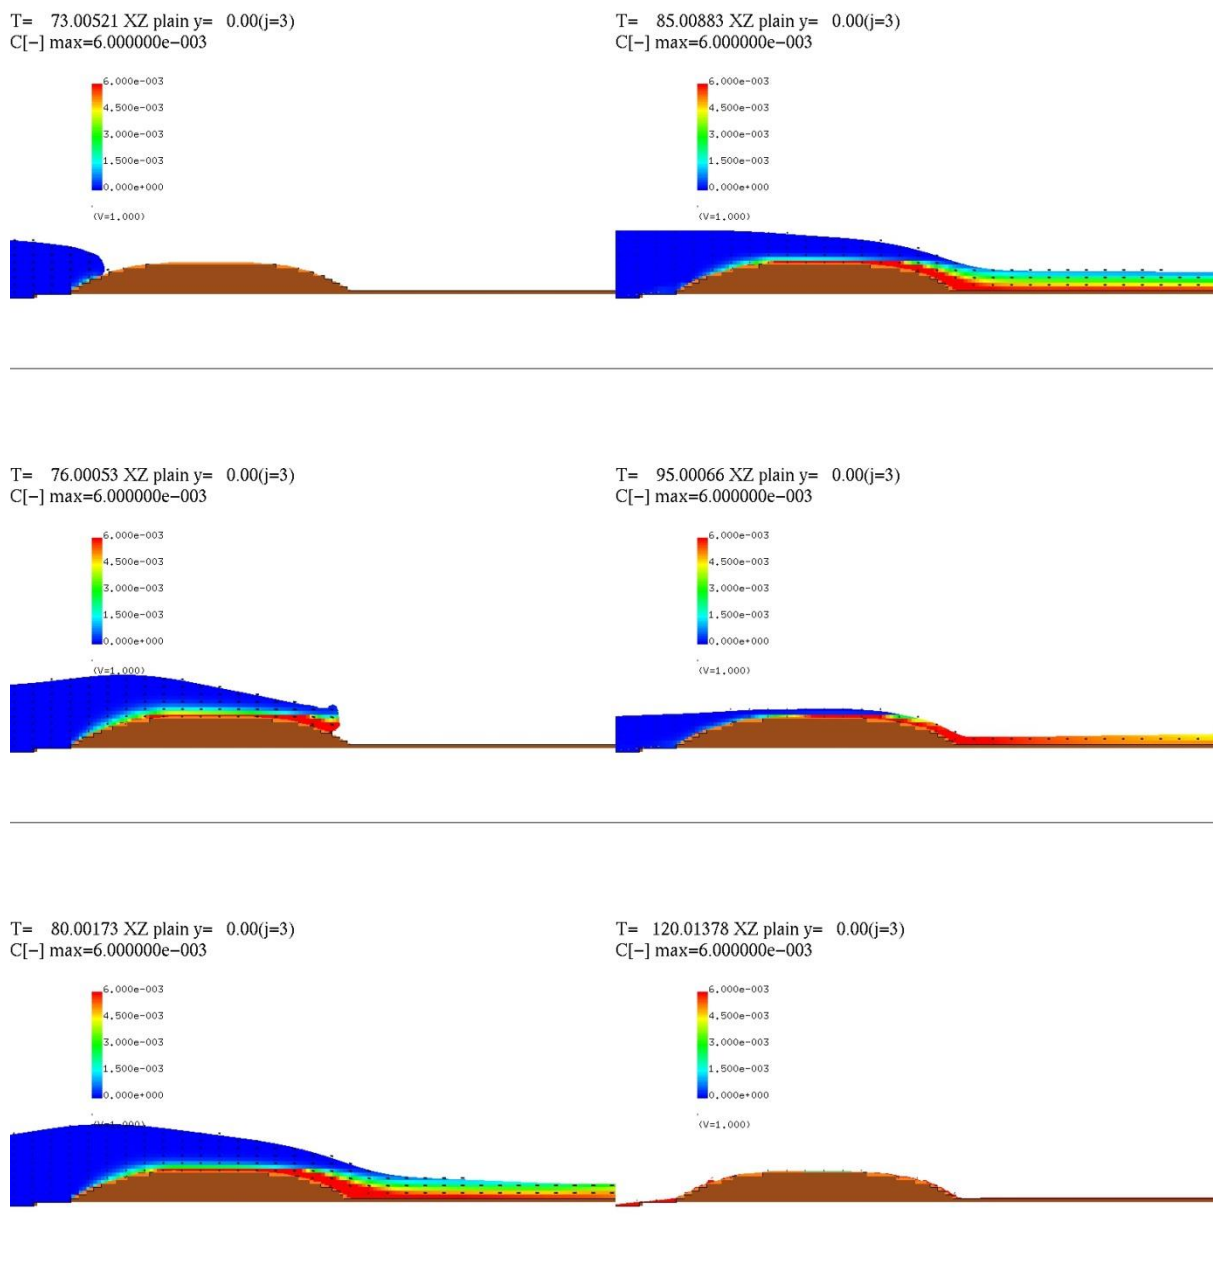 T= 73.00521 XZ plain y= 0.00(j=3)
C[−] max=6.000000e−003
6.000e-003
4.500e-003
3.000e-003
1.500e-003
0.000e+000
(V=1.000)
T= 76.00053 XZ plain y= 0.00(j=3)
C[−] max=6.000000e−003
6.000e-003
4.500e-003
3.000e-003
1.500e-003
0.000e+000
(V=1.000)
T= 80.00173 XZ plain y= 0.00(j=3)
C[−] max=6.000000e−003
6.000e-003
4.500e-003
3.000e-003
1.500e-003
0.000e+000
(V=1.000)
T= 85.00883 XZ plain y= 0.00(j=3)
C[−] max=6.000000e−003
6.000e-003
4.500e-003
3.000e-003
1.500e-003
0.000e+000
(V=1.000)
T= 95.00066 XZ plain y= 0.00(j=3)
C[−] max=6.000000e−003
6.000e-003
4.500e-003
3.000e-003
1.500e-003
0.000e+000
(V=1.000)
T= 120.01378 XZ plain y= 0.00(j=3)
C[−] max=6.000000e−003
6.000e-003
4.500e-003
3.000e-003
1.500e-003
0.000e+000
(V=1.000)